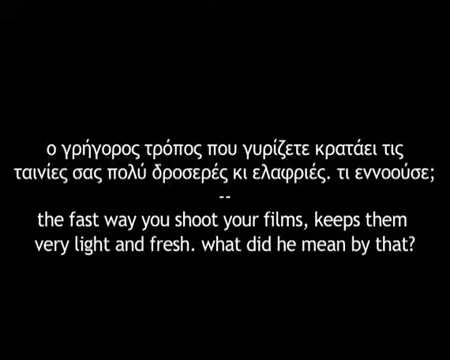 ο γρήγορος τρόπος που γυρίζετε κρατάει τις
ταινίες σας πολύ δροσερές κι ελαφριές. τι εννοούσε;
--
the fast way you shoot your films, keeps them
very light and fresh. what did he mean by that?